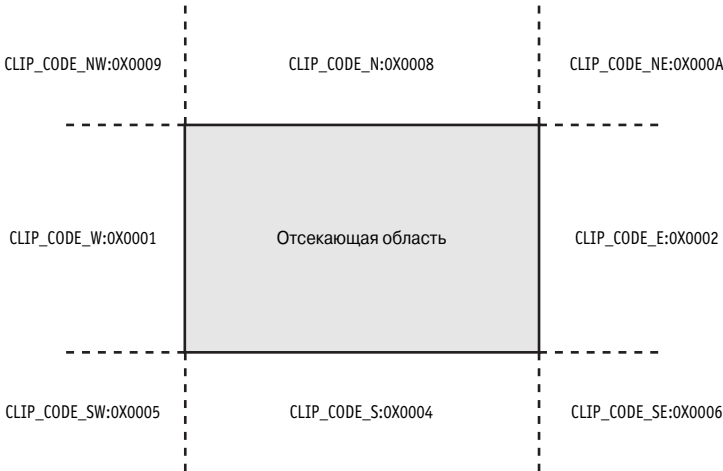 CLIP_CODE_NW:0X0009
CLIP_CODE_N:0X0008
CLIP_CODE_NE:0X000A
CLIP_CODE_W:0X0001
Отсекающая область
CLIP_CODE_E:0X0002
CLIP_CODE_SW:0X0005
CLIP_CODE_S:0X0004
CLIP_CODE_SE:0X0006